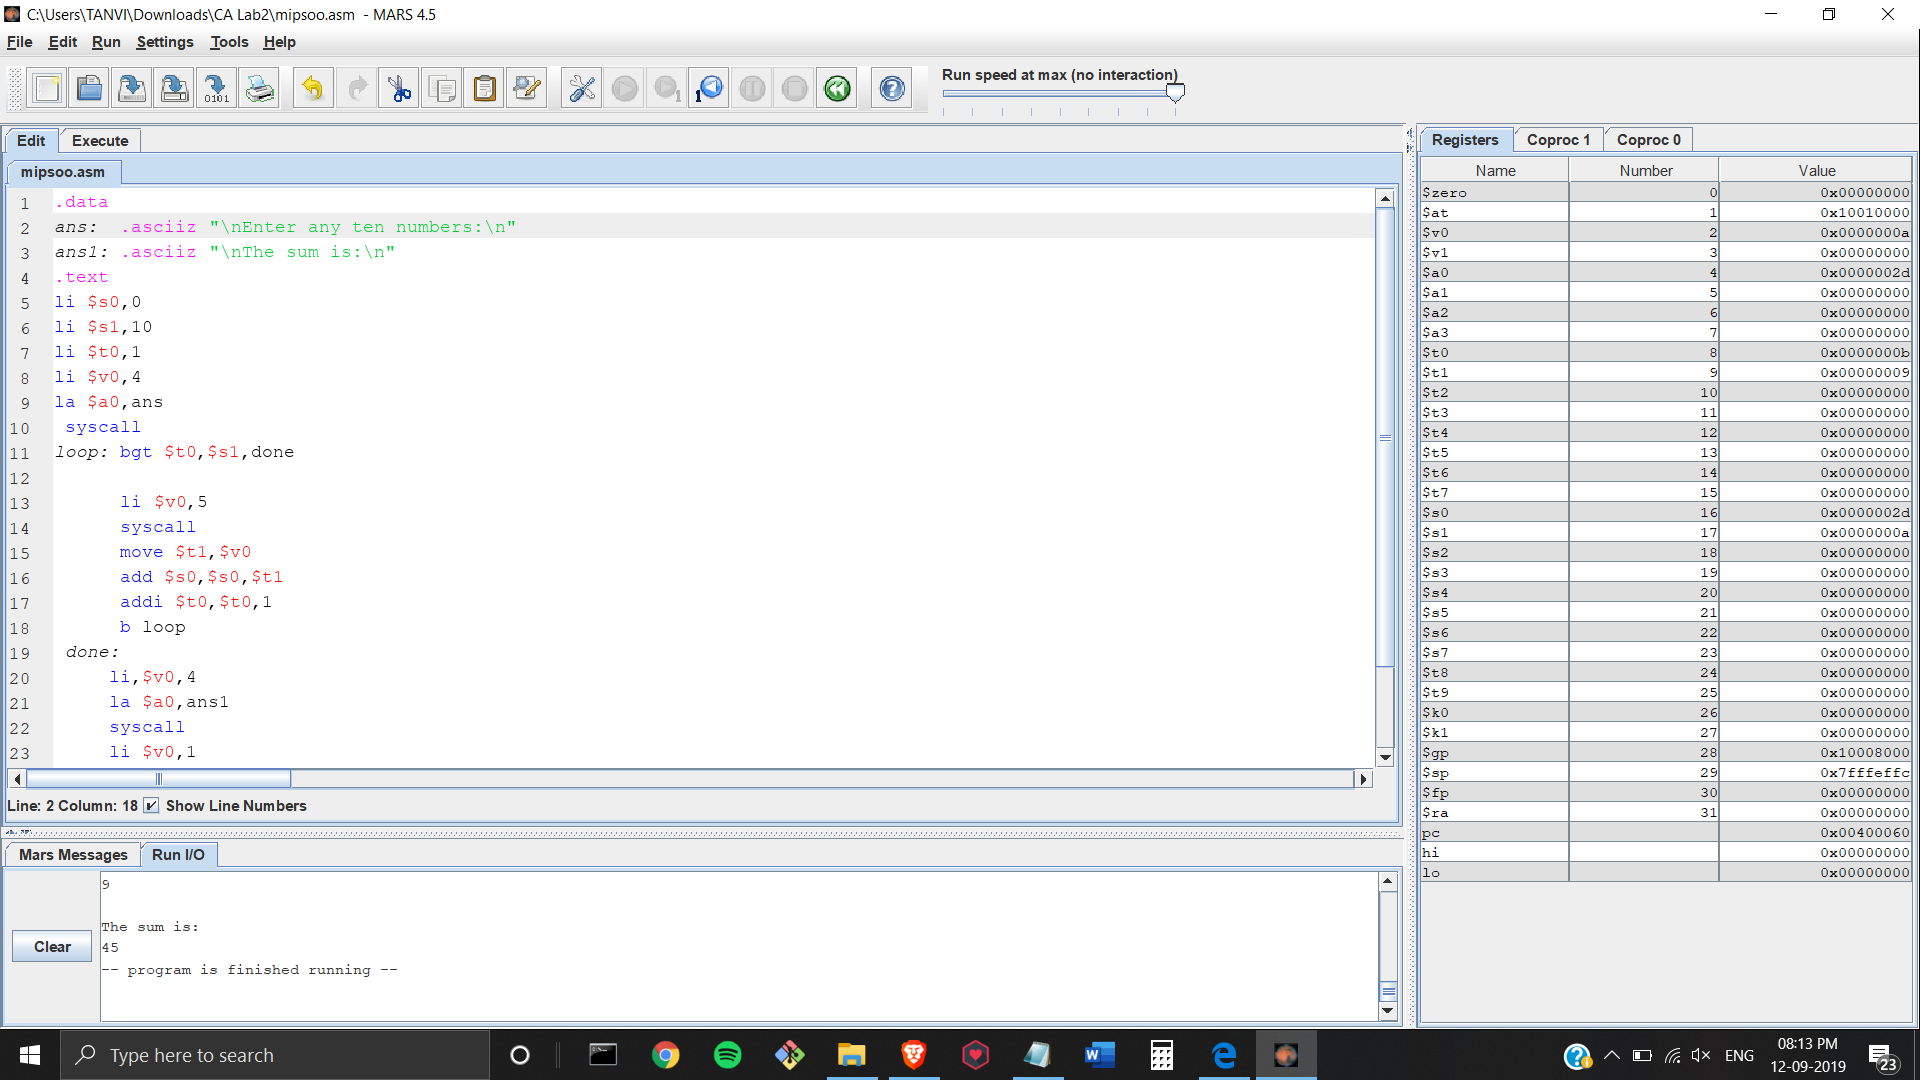 C:\Users\TANVI\Downloads\CA Lab2\mipsoo.asm - MARS 4.5
File Edit Run Settings Tools Help
Run speed at max (no interaction)
Edit Execute
mipsoo.asm
1 .data
2 ans: .asciiz "\nEnter any ten numbers:\n"
3 ans1: .asciiz "\nThe sum is:\n"
4 .text
5 li $s0,0
6 li $s1,10
7 li $t0,1
8 li $v0,4
9 la $a0,ans
10 syscall
11 loop: bgt $t0,$s1,done
12
13 li $v0,5
14 syscall
15 move $t1,$v0
16 add $s0,$s0,$t1
17 addi $t0,$t0,1
18 b loop
19 done:
20 li,$v0,4
21 la $a0,ans1
22 syscall
23 li $v0,1
Line: 2 Column: 18 Show Line Numbers
Mars Messages Run I/O
Clear
9
The sum is:
45
-- program is finished running --
Registers Coproc 1 Coproc 0
Name Number Value
$zero 0 0x00000000
$at 1 0x10010000
$v0 2 0x0000000a
$v1 3 0x00000000
$a0 4 0x0000002d
$a1 5 0x00000000
$a2 6 0x00000000
$a3 7 0x00000000
$t0 8 0x0000000b
$t1 9 0x00000009
$t2 10 0x00000000
$t3 11 0x00000000
$t4 12 0x00000000
$t5 13 0x00000000
$t6 14 0x00000000
$t7 15 0x00000000
$s0 16 0x0000002d
$s1 17 0x0000000a
$s2 18 0x00000000
$s3 19 0x00000000
$s4 20 0x00000000
$s5 21 0x00000000
$s6 22 0x00000000
$s7 23 0x00000000
$t8 24 0x00000000
$t9 25 0x00000000
$k0 26 0x00000000
$k1 27 0x00000000
$gp 28 0x10008000
$sp 29 0x7fffeffc
$fp 30 0x00000000
$ra 31 0x00000000
pc 0x00400060
hi 0x00000000
lo 0x00000000
Type here to search
ENG
08:13 PM
12-09-2019
23